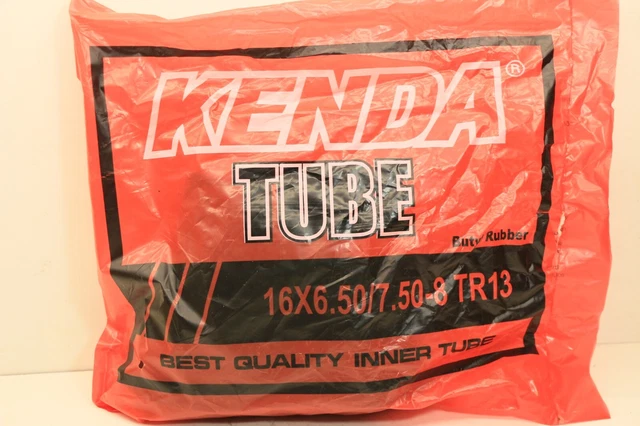 KENDA®
TUBE
Butyl Rubber
16X6.50/7.50-8 TR13
BEST QUALITY INNER TUBE